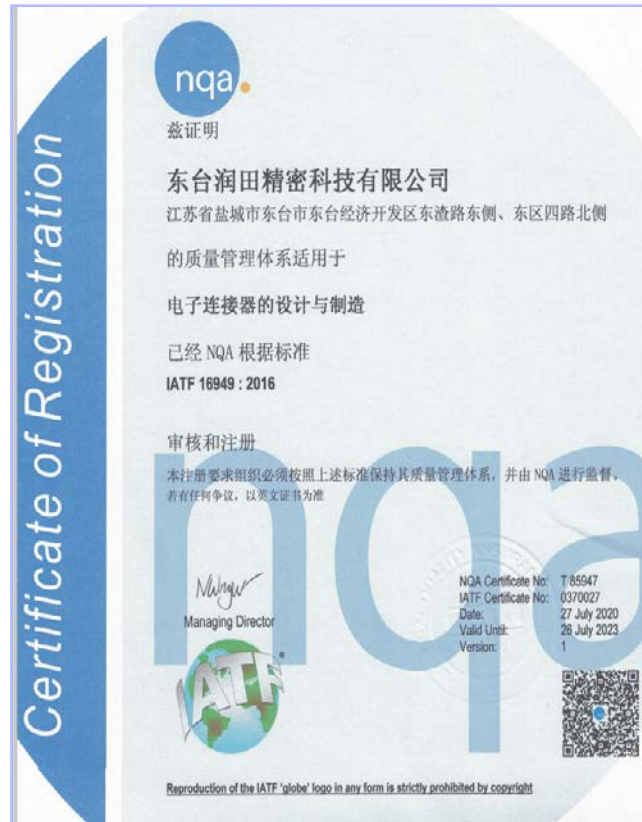 Certificate of Registration
nqa.
兹证明
东台润田精密科技有限公司
江苏省盐城市东台市东台经济开发区东渣路东侧、东区四路北侧
的质量管理体系适用于
电子连接器的设计与制造
已经 NQA 根据标准
IATF 16949 : 2016
审核和注册
本注册要求组织必须按照上述标准保持其质量管理体系，并由 NQA 进行监督。
若有任何争议，以英文证书为准
nqa
Managing Director
NQA Certificate No: T 85947
IATF Certificate No: 0370027
Date: 27 July 2020
Valid Until: 26 July 2023
Version: 1
IATF
Reproduction of the IATF 'globe' logo in any form is strictly prohibited by copyright